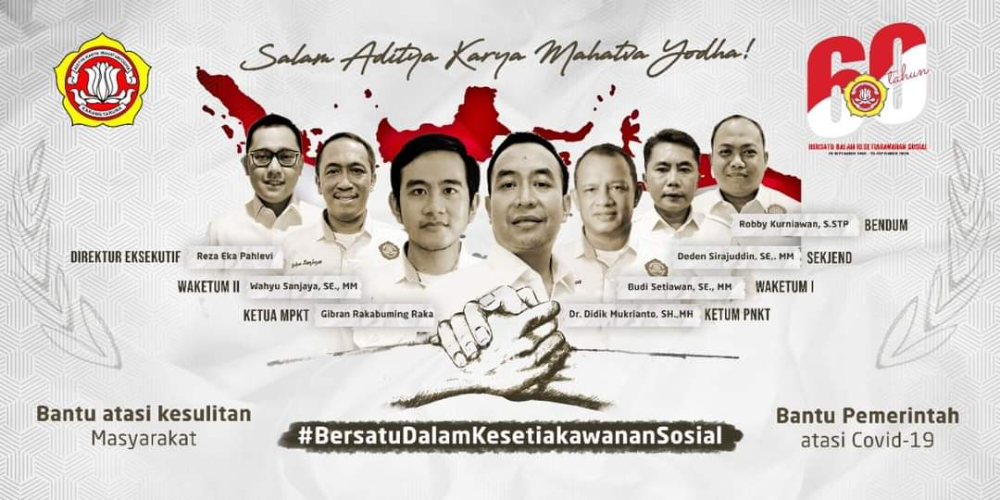 Salam Aditya Karya Mahatva Yodha!
KARANG TARUNA
60
tahun
BERSATU DALAM KESETIAKAWANAN SOSIAL
Robby Kurniawan, S.STP BENDUM
DIREKTUR EKSEKUTIF Reza Eka Pahlevi
Deden Sirajuddin, SE,. MM SEKJEND
WAKETUM II Wahyu Sanjaya, SE., MM
Budi Setiawan, SE., MM WAKETUM I
KETUA MPKT Gibran Rakabuming Raka
Dr. Didik Mukrianto, SH.,MH KETUM PNKT
Bantu atasi kesulitan
Masyarakat
#BersatuDalamKesetiakawananSosial
Bantu Pemerintah
atasi Covid-19